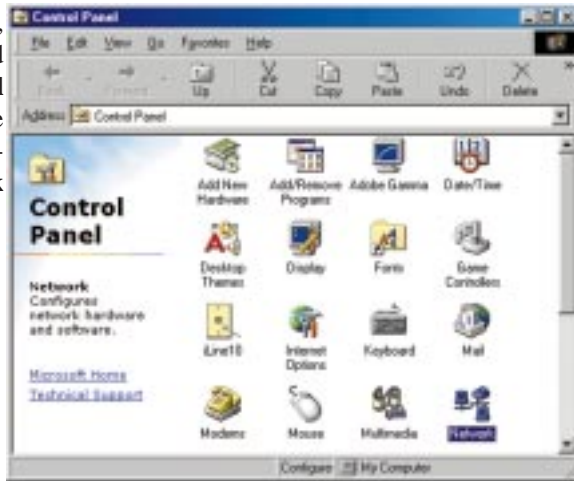 Control Panel
File Edit View Go Favorites Help
Up Cut Copy Paste Undo Delete
Address Control Panel
Control
Panel
Network
Configures
network hardware
and software.
Microsoft Home
Technical Support
Add New
Hardware
Add/Remove
Programs
Adobe Gamma
Date/Time
Desktop
Themes
Display
Fonts
Game
Controllers
iLine10
Internet
Options
Keyboard
Mail
Modems
Mouse
Multimedia
Network
Configure
My Computer